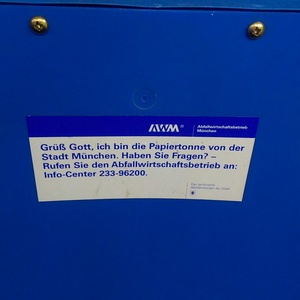 AWM® Abfallwirtschaftsbetrieb
München
Grüß Gott, ich bin die Papiertonne von der
Stadt München. Haben Sie Fragen? –
Rufen Sie den Abfallwirtschaftsbetrieb an:
Info-Center 233-96200.